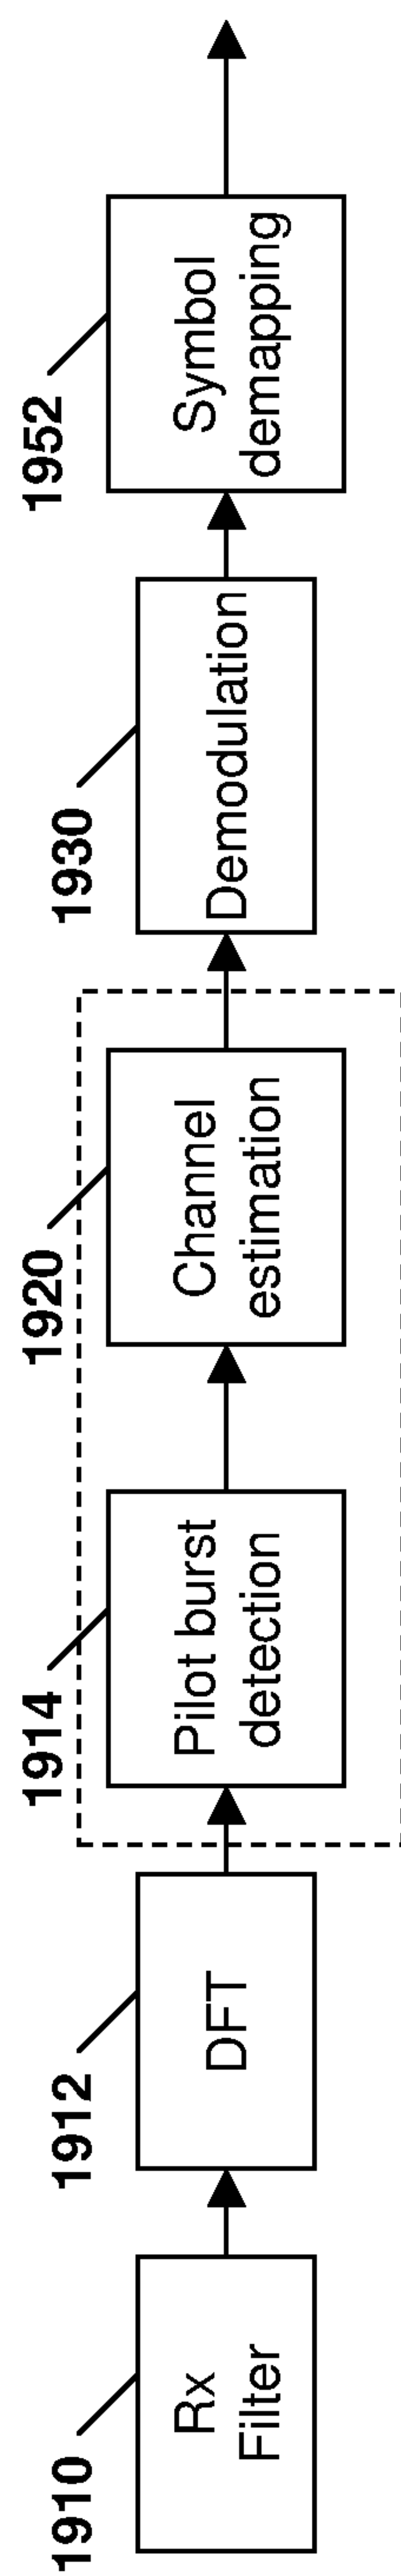 1910
Rx
Filter
1912
DFT
1914
Pilot burst
detection
1920
Channel
estimation
1930
Demodulation
1952
Symbol
demapping